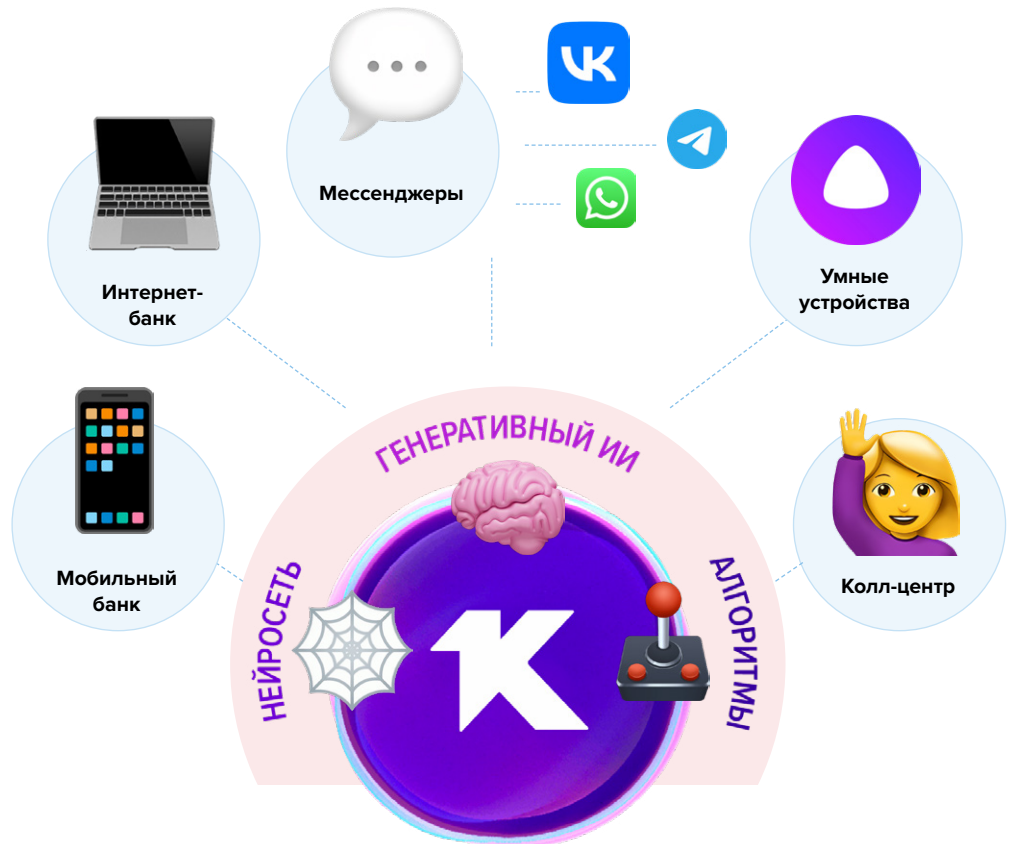 Мессенджеры
Интернет-
банк
Умные
устройства
Мобильный
банк
Колл-центр
НЕЙРОСЕТЬ
ГЕНЕРАТИВНЫЙ ИИ
АЛГОРИТМЫ